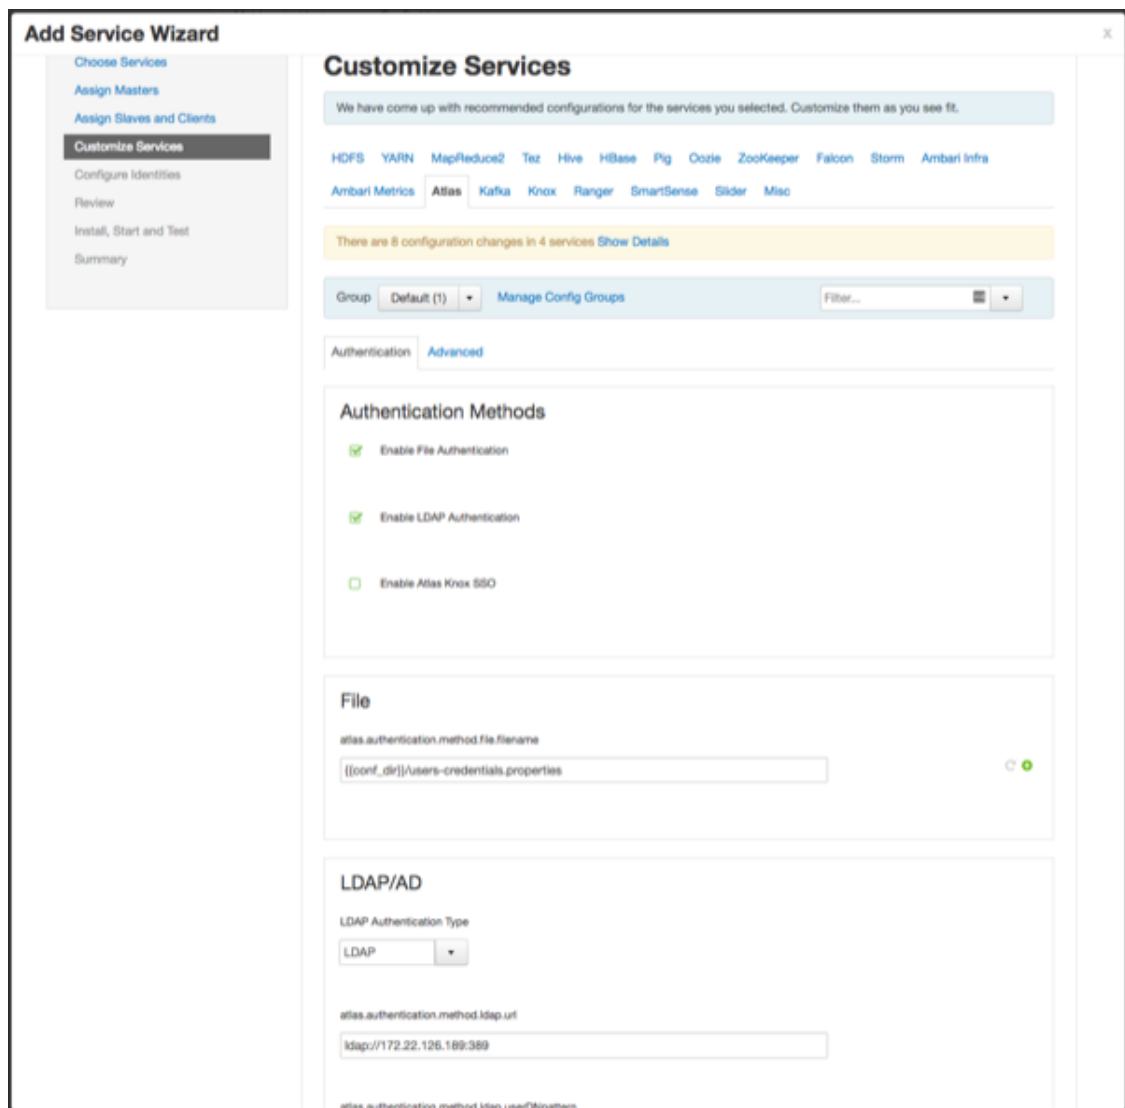 Add Service Wizard
x
Choose Services
Assign Masters
Assign Slaves and Clients
Customize Services
Configure Identities
Review
Install, Start and Test
Summary
Customize Services
We have come up with recommended configurations for the services you selected. Customize them as you see fit.
HDFS YARN MapReduce2 Tez Hive HBase Pig Oozie ZooKeeper Falcon Storm Ambari Infra
Ambari Metrics Atlas Kafka Knox Ranger SmartSense Slider Misc
There are 8 configuration changes in 4 services Show Details
Group Default (1) Manage Config Groups Filter...
Authentication Advanced
Authentication Methods
Enable File Authentication
Enable LDAP Authentication
Enable Atlas Knox SSO
File
atlas.authentication.method.file.filename
{{conf_dir}}/users-credentials.properties
LDAP/AD
LDAP Authentication Type
LDAP
atlas.authentication.method.ldap.url
ldap://172.22.126.189:389
atlas.authentication.method.ldap.userDNpattern